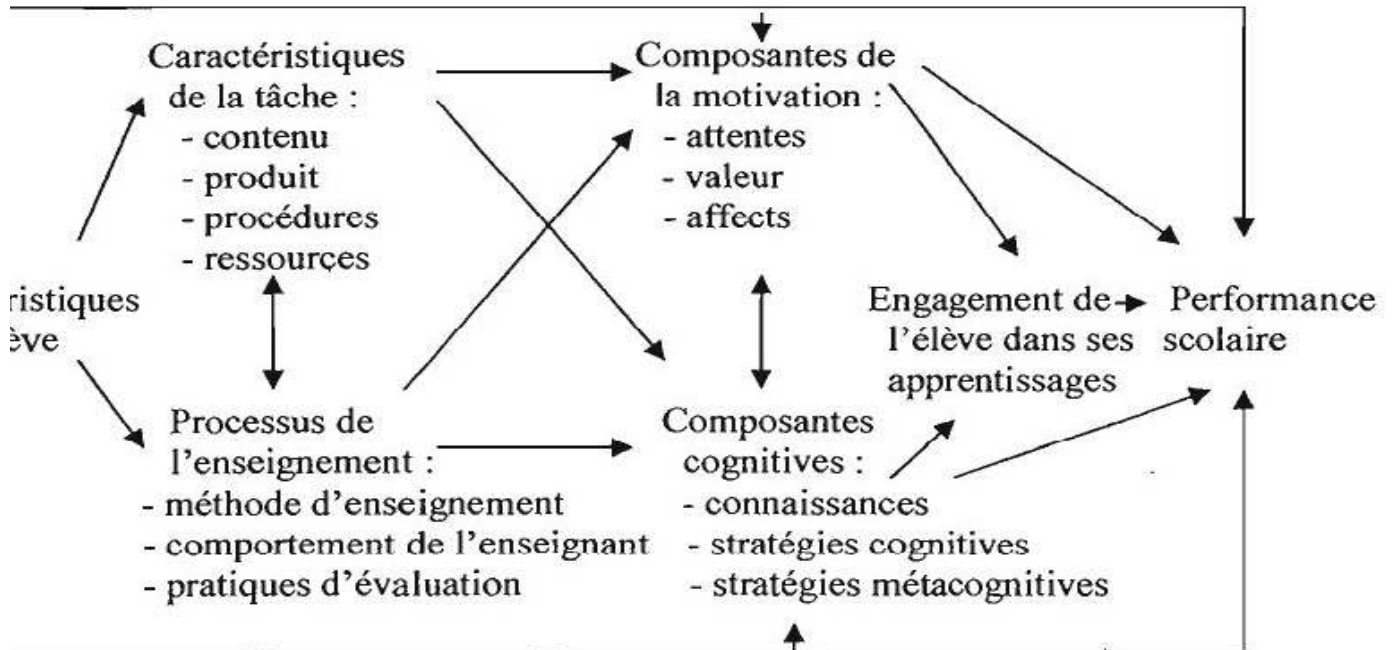 Caractéristiques
de la tâche :
- contenu
- produit
- procédures
- ressources
Composantes de
la motivation :
- attentes
- valeur
- affects
ristiques
ève
Engagement de
l'élève dans ses
apprentissages
Performance
scolaire
Processus de
l'enseignement :
- méthode d'enseignement
- comportement de l'enseignant
- pratiques d'évaluation
Composantes
cognitives :
- connaissances
- stratégies cognitives
- stratégies métacognitives